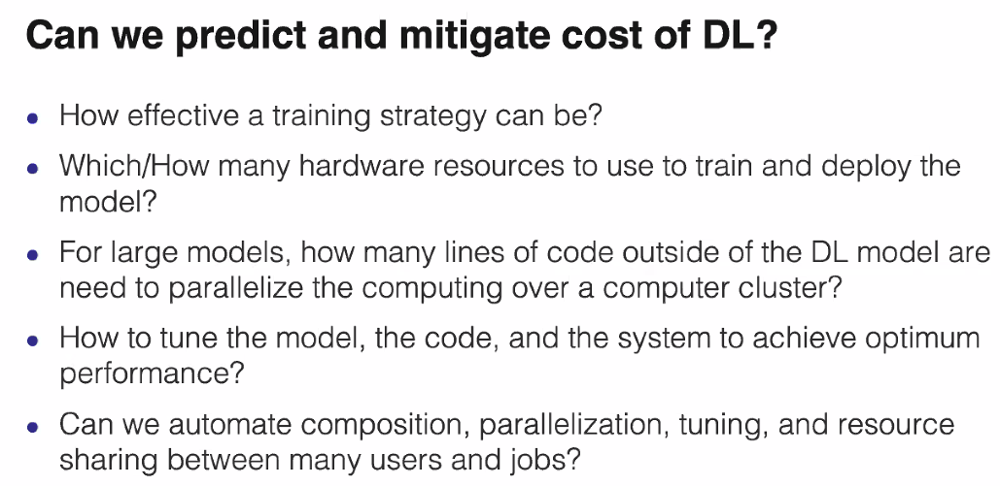 Can we predict and mitigate cost of DL?
• How effective a training strategy can be?
• Which/How many hardware resources to use to train and deploy the
model?
• For large models, how many lines of code outside of the DL model are
need to parallelize the computing over a computer cluster?
• How to tune the model, the code, and the system to achieve optimum
performance?
• Can we automate composition, parallelization, tuning, and resource
sharing between many users and jobs?